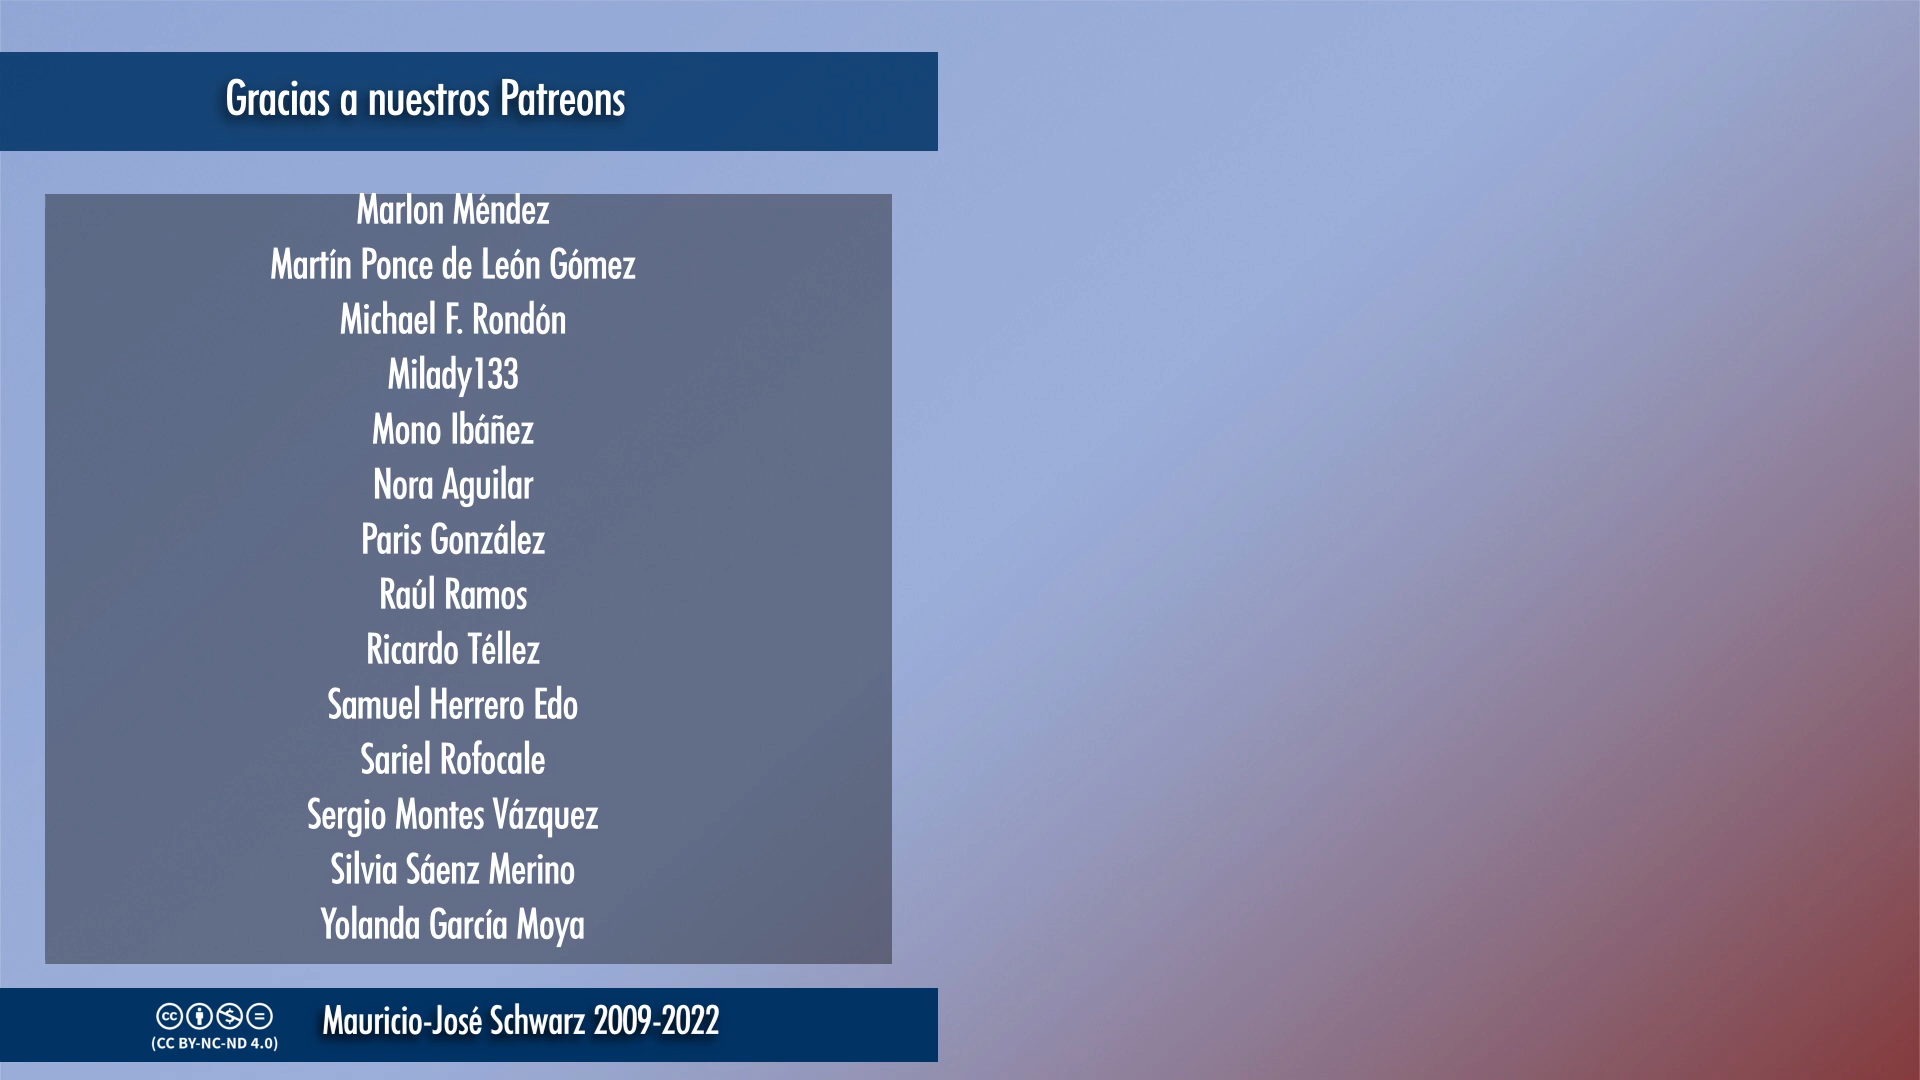 Gracias a nuestros Patreons
Marlon Méndez
Martín Ponce de León Gómez
Michael F. Rondón
Milady133
Mono Ibáñez
Nora Aguilar
Paris González
Raúl Ramos
Ricardo Téllez
Samuel Herrero Edo
Sariel Rofocale
Sergio Montes Vázquez
Silvia Sáenz Merino
Yolanda García Moya
(CC BY-NC-ND 4.0)
Mauricio-José Schwarz 2009-2022